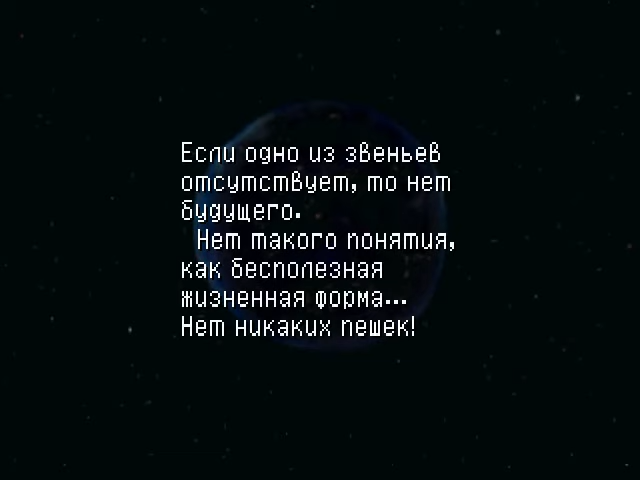 Если одно из звеньев
отсутствует, то нет
будущего.
Нет такого понятия,
как бесполезная
жизненная форма...
Нет никаких пешек!